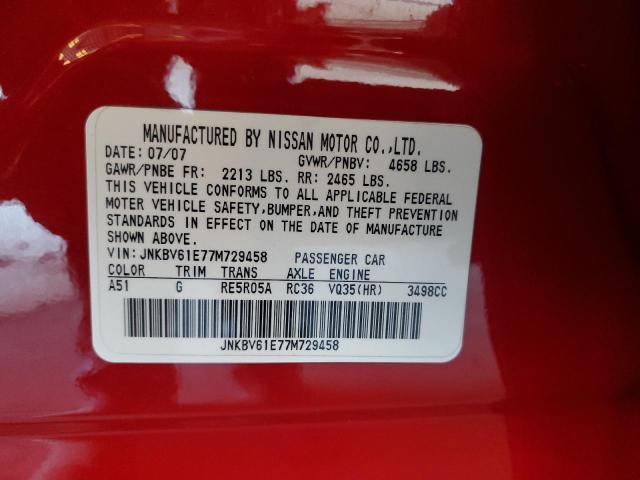 MANUFACTURED BY NISSAN MOTOR CO.,LTD.
DATE: 07/07 GVWR/PNBV: 4658 LBS.
GAWR/PNBE FR: 2213 LBS. RR: 2465 LBS.
THIS VEHICLE CONFORMS TO ALL APPLICABLE FEDERAL
MOTER VEHICLE SAFETY,BUMPER,AND THEFT PREVENTION
STANDARDS IN EFFECT ON THE DATE OF MANUFACTURE
SHOWN ABOVE.
VIN: JNKBV61E77M729458 PASSENGER CAR
COLOR TRIM TRANS AXLE ENGINE
A51 G RE5R05A RC36 VQ35(HR) 3498CC
JNKBV61E77M729458